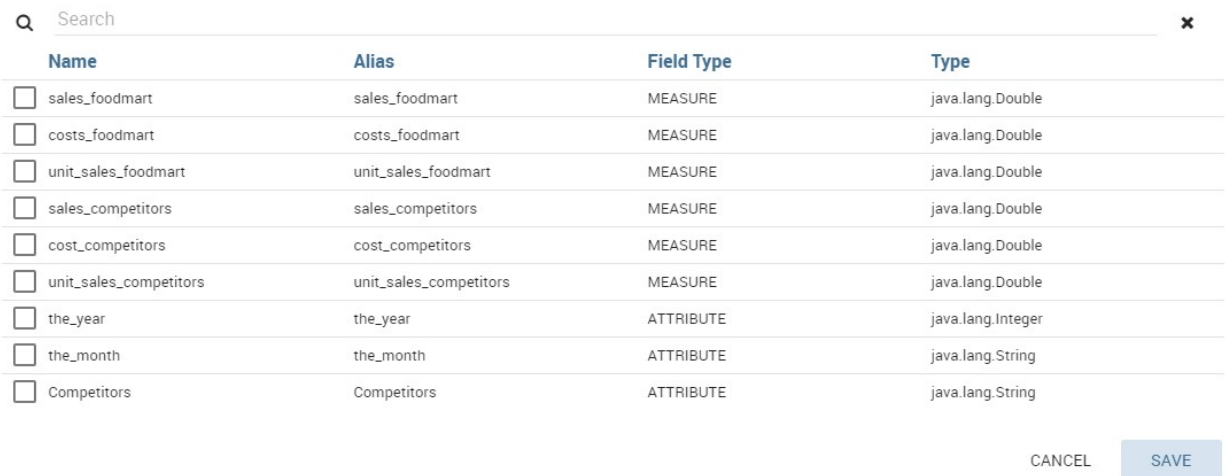 Search
Name Alias Field Type Type
sales_foodmart sales_foodmart MEASURE java.lang.Double
costs_foodmart costs_foodmart MEASURE java.lang.Double
unit_sales_foodmart unit_sales_foodmart MEASURE java.lang.Double
sales_competitors sales_competitors MEASURE java.lang.Double
cost_competitors cost_competitors MEASURE java.lang.Double
unit_sales_competitors unit_sales_competitors MEASURE java.lang.Double
the_year the_year ATTRIBUTE java.lang.Integer
the_month the_month ATTRIBUTE java.lang.String
Competitors Competitors ATTRIBUTE java.lang.String
CANCEL SAVE